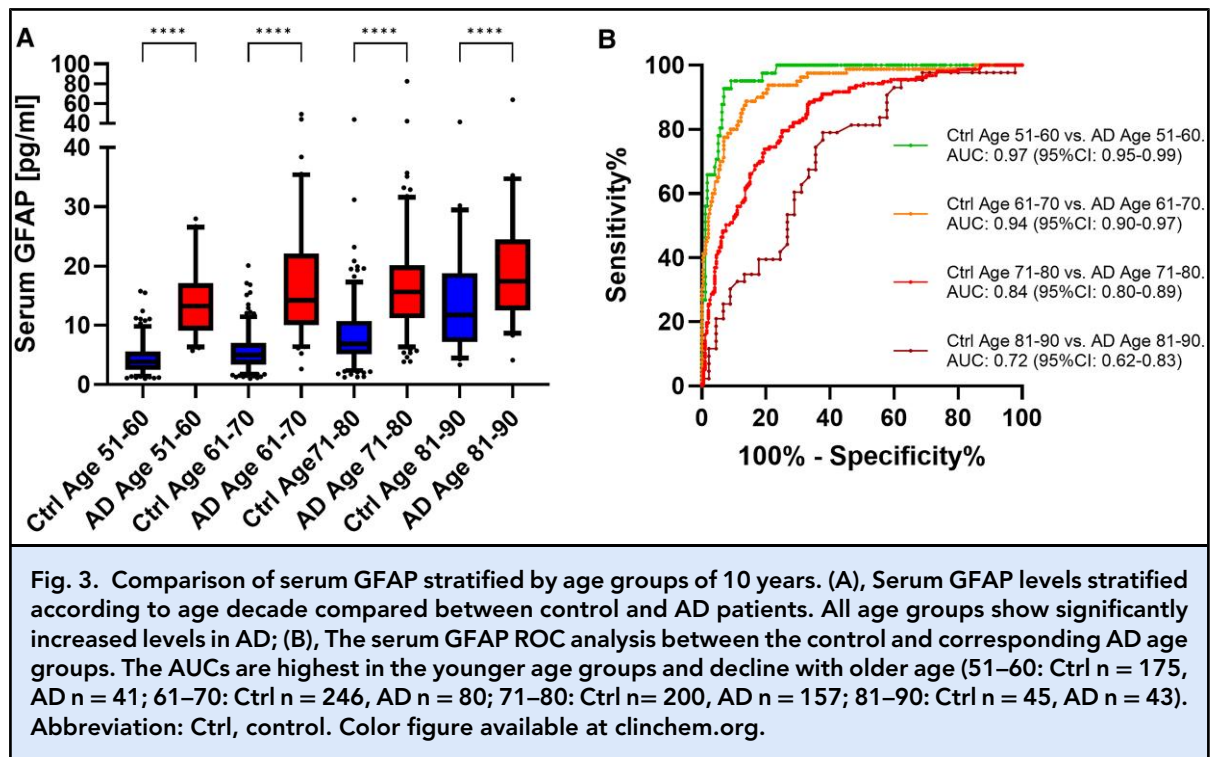 A
**** **** **** ****
Serum GFAP [pg/ml]
100
80
60
40
40
30
20
10
0
Ctrl Age 51-60
AD Age 51-60
Ctrl Age 61-70
AD Age 61-70
Ctrl Age71-80
AD Age 71-80
Ctrl Age 81-90
AD Age 81-90
B
Sensitivity%
100
80
60
40
20
0
0 20 40 60 80 100
100% - Specificity%
Ctrl Age 51-60 vs. AD Age 51-60.
AUC: 0.97 (95%CI: 0.95-0.99)
Ctrl Age 61-70 vs. AD Age 61-70.
AUC: 0.94 (95%CI: 0.90-0.97)
Ctrl Age 71-80 vs. AD Age 71-80.
AUC: 0.84 (95%CI: 0.80-0.89)
Ctrl Age 81-90 vs. AD Age 81-90.
AUC: 0.72 (95%CI: 0.62-0.83)
Fig. 3. Comparison of serum GFAP stratified by age groups of 10 years. (A), Serum GFAP levels stratified
according to age decade compared between control and AD patients. All age groups show significantly
increased levels in AD; (B), The serum GFAP ROC analysis between the control and corresponding AD age
groups. The AUCs are highest in the younger age groups and decline with older age (51–60: Ctrl n = 175,
AD n = 41; 61–70: Ctrl n = 246, AD n = 80; 71–80: Ctrl n= 200, AD n = 157; 81–90: Ctrl n = 45, AD n = 43).
Abbreviation: Ctrl, control. Color figure available at clinchem.org.